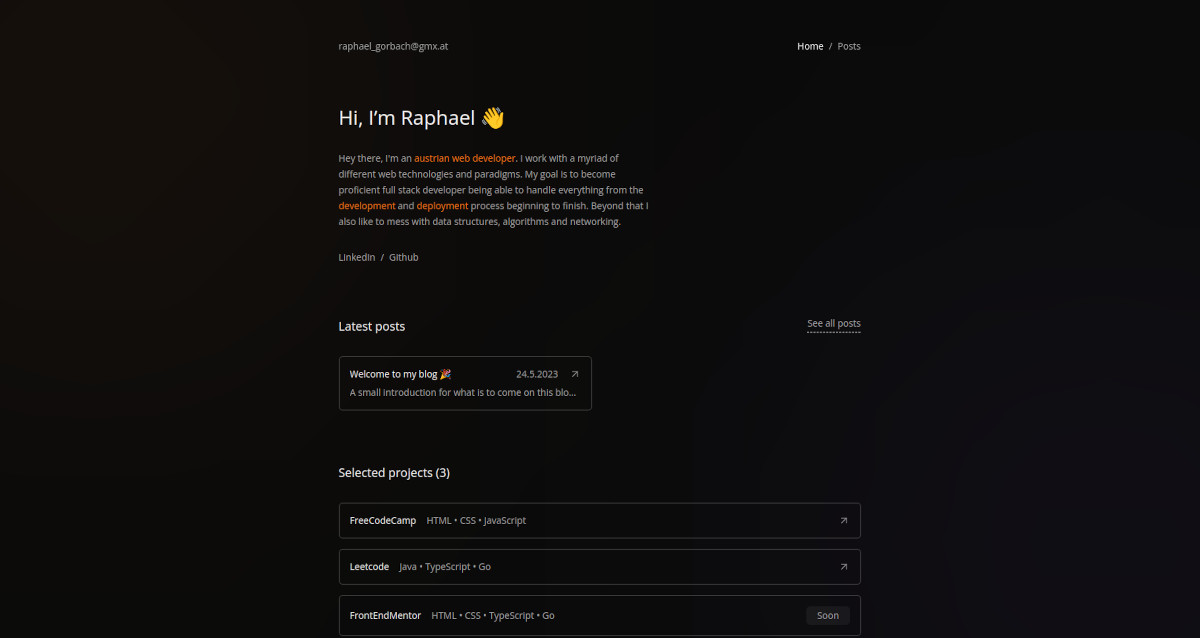 raphael_gorbach@gmx.at
Home / Posts
Hi, I’m Raphael 👋
Hey there, I'm an austrian web developer. I work with a myriad of
different web technologies and paradigms. My goal is to become
proficient full stack developer being able to handle everything from the
development and deployment process beginning to finish. Beyond that I
also like to mess with data structures, algorithms and networking.
LinkedIn / Github
Latest posts
See all posts
Welcome to my blog 🎉 24.5.2023
A small introduction for what is to come on this blo...
Selected projects (3)
FreeCodeCamp HTML • CSS • JavaScript
Leetcode Java • TypeScript • Go
FrontEndMentor HTML • CSS • TypeScript • Go Soon